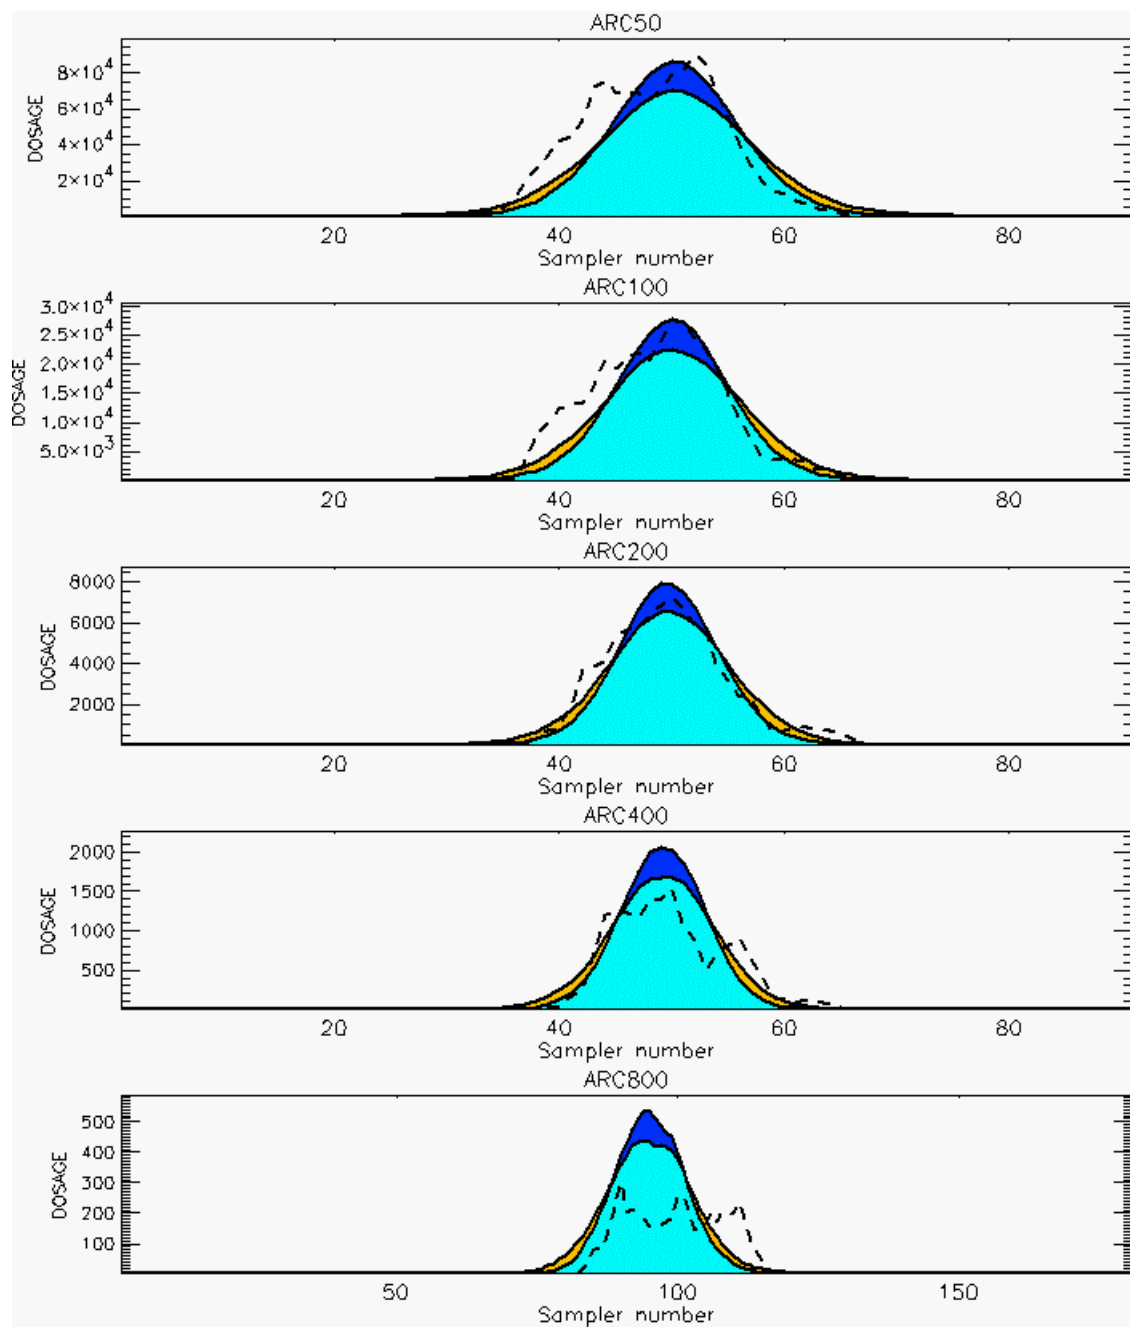 ARC50
DOSAGE
8×10⁴
6×10⁴
4×10⁴
2×10⁴
20 40 60 80
Sampler number
ARC100
DOSAGE
3.0×10⁴
2.5×10⁴
2.0×10⁴
1.5×10⁴
1.0×10⁴
5.0×10³
20 40 60 80
Sampler number
ARC200
DOSAGE
8000
6000
4000
2000
20 40 60 80
Sampler number
ARC400
DOSAGE
2000
1500
1000
500
20 40 60 80
Sampler number
ARC800
DOSAGE
500
400
300
200
100
50 100 150
Sampler number